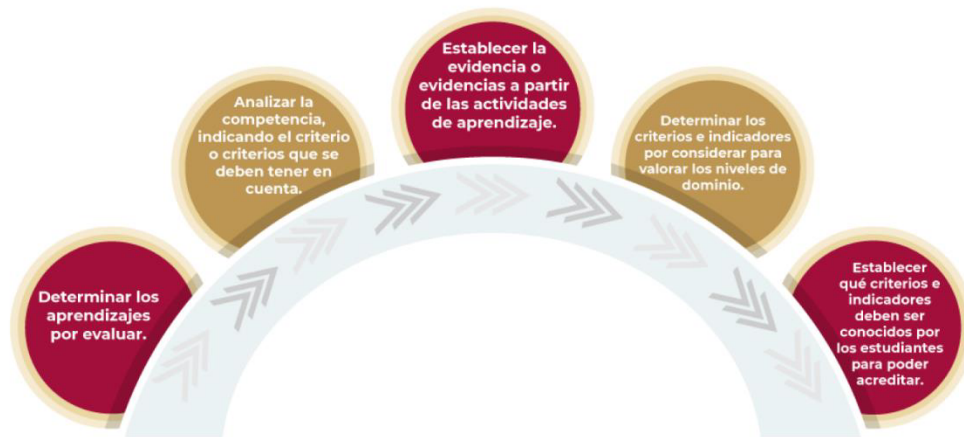 Determinar los
aprendizajes
por evaluar.
Analizar la
competencia,
indicando el criterio
o criterios que se
deben tener en
cuenta.
Establecer la
evidencia o
evidencias a partir
de las actividades
de aprendizaje.
Determinar los
criterios e indicadores
por considerar para
valorar los niveles de
dominio.
Establecer
qué criterios e
indicadores
deben ser
conocidos por
los estudiantes
para poder
acreditar.